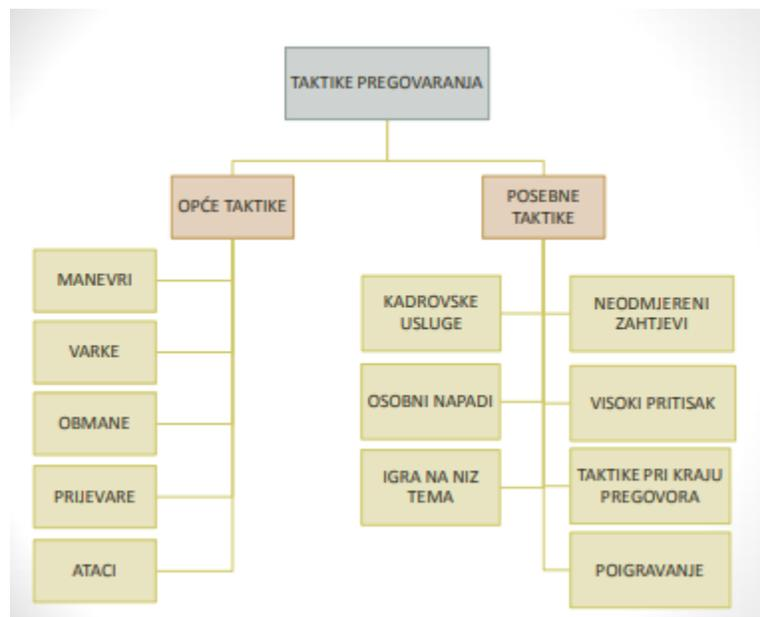 TAKTIKE PREGOVARANJA
OPĆE TAKTIKE
MANEVRI
VARKE
OBMANE
PRIJEVARE
ATACI
POSEBNE
TAKTIKE
KADROVSKE
USLUGE
OSOBNI NAPADI
IGRA NA NIZ
TEMA
NEODMJERENI
ZAHTJEVI
VISOKI PRITISAK
TAKTIKE PRI KRAJU
PREGOVORA
POIGRAVANJE